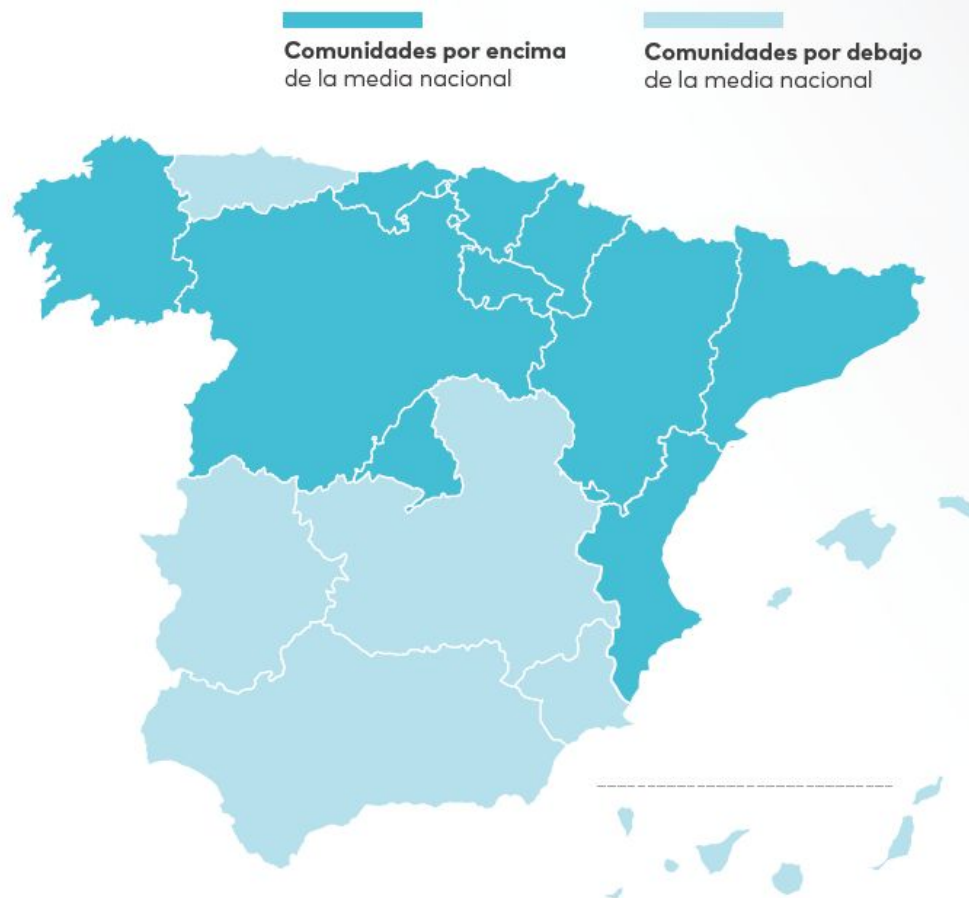 Comunidades por encima
de la media nacional
Comunidades por debajo
de la media nacional